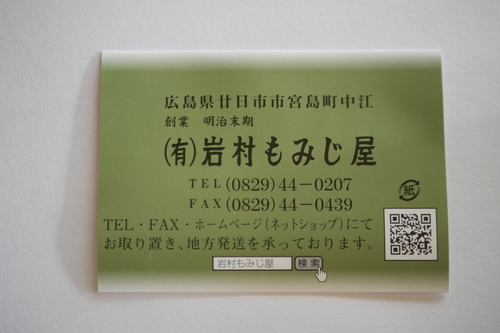 広島県廿日市市宮島町中江
創業　明治末期
(有)岩村もみじ屋
TEL(0829)44-0207
FAX(0829)44-0439
紙
TEL・FAX・ホームページ(ネットショップ)にて
お取り置き、地方発送を承っております。
岩村もみじ屋 検索